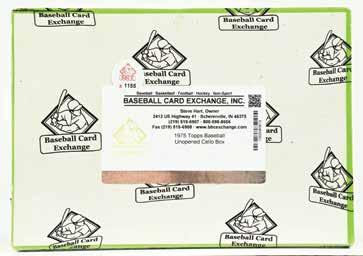 Baseball Card
Exchange
Baseball Card
Exchange
Baseball Card
Exchange
1155
Baseball Basketball Football Hockey Non-Sport
BASEBALL CARD EXCHANGE, INC.
Steve Hart, Owner
2412 US Highway 41 · Schererville, IN 46375
Fax (219) 515-6908 · www.bbcexchange.com
1975 Topps Baseball
Unopened Cello Box
Baseball Card
Exchange
Baseball Card
Exchange
Baseball Card
Exchange
Baseball Card
Exchange